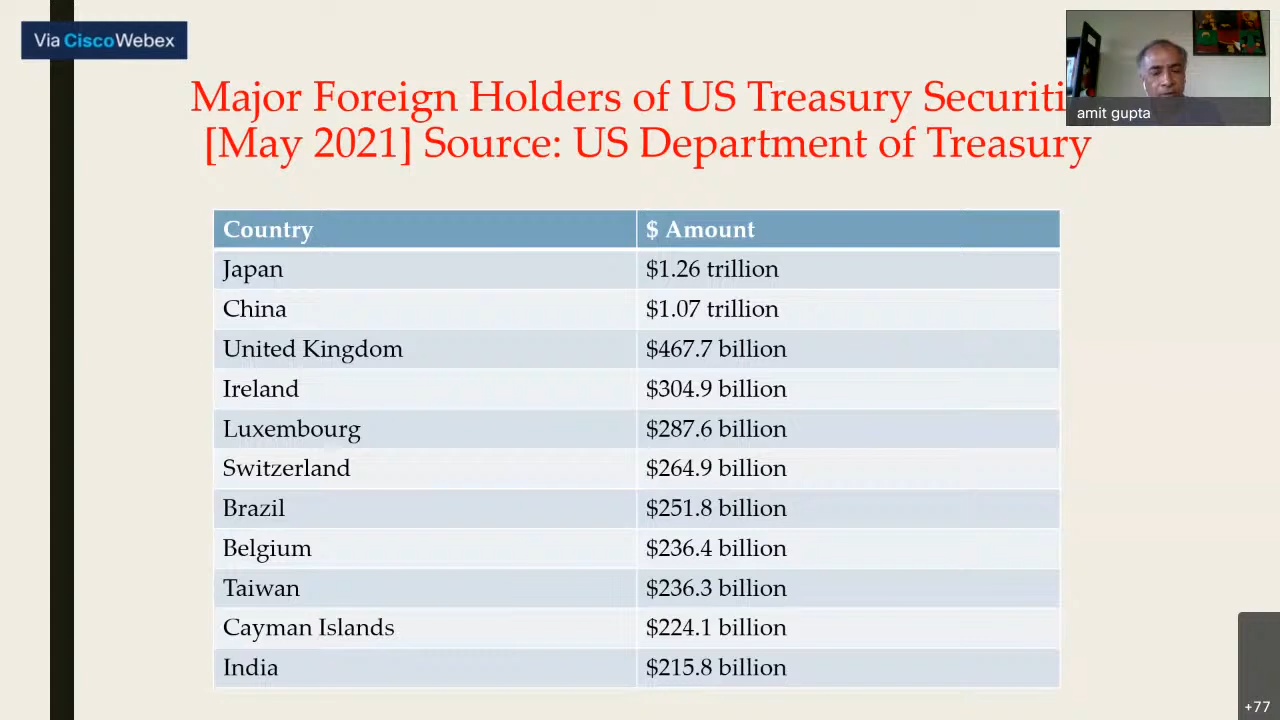 Via CiscoWebex
Major Foreign Holders of US Treasury Securiti
amit gupta
[May 2021] Source: US Department of Treasury
Country $ Amount
Japan $1.26 trillion
China $1.07 trillion
United Kingdom $467.7 billion
Ireland $304.9 billion
Luxembourg $287.6 billion
Switzerland $264.9 billion
Brazil $251.8 billion
Belgium $236.4 billion
Taiwan $236.3 billion
Cayman Islands $224.1 billion
India $215.8 billion
+77